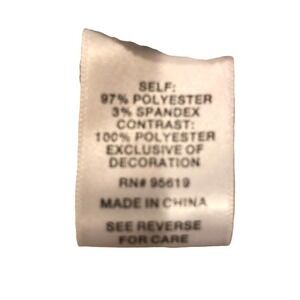 SELF:
97% POLYESTER
3% SPANDEX
CONTRAST:
100% POLYESTER
EXCLUSIVE OF
DECORATION
RN# 95619
MADE IN CHINA
SEE REVERSE
FOR CARE